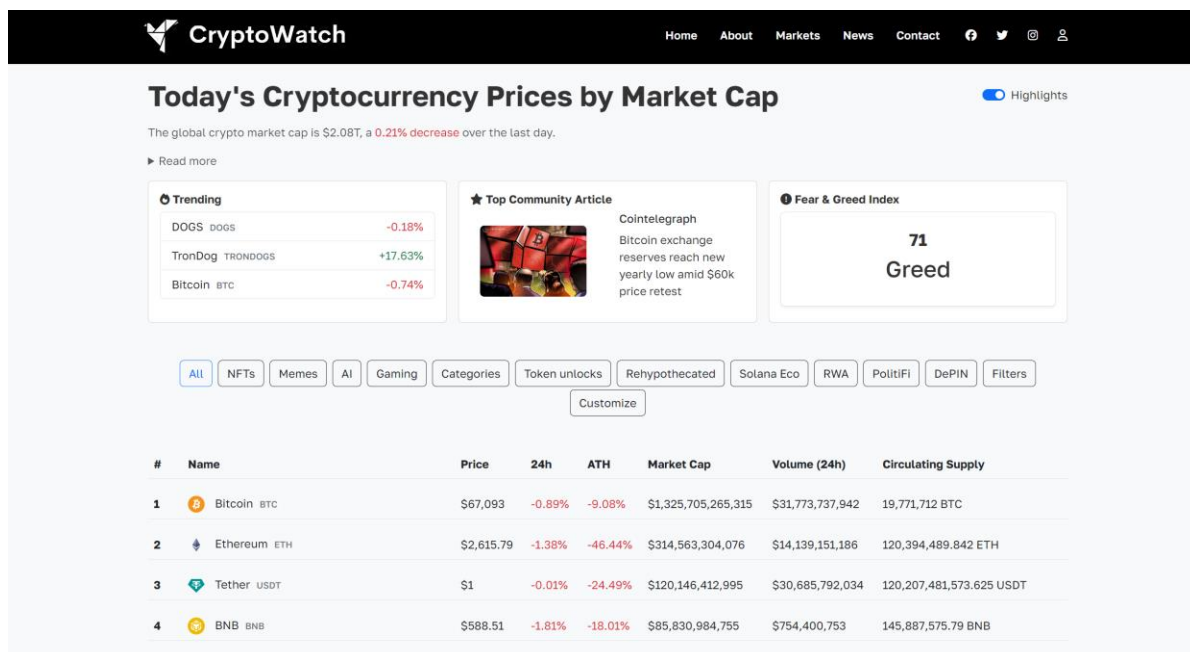 CryptoWatch
Home About Markets News Contact
Today's Cryptocurrency Prices by Market Cap
Highlights
The global crypto market cap is $2.08T, a 0.21% decrease over the last day.
Read more
Trending
DOGS DOGS -0.18%
TronDog TRONDOGS +17.63%
Bitcoin BTC -0.74%
Top Community Article
Cointelegraph
Bitcoin exchange
reserves reach new
yearly low amid $60k
price retest
Fear & Greed Index
71
Greed
All NFTs Memes AI Gaming Categories Token unlocks Rehypothecated Solana Eco RWA PolitiFi DePIN Filters
Customize
# Name Price 24h ATH Market Cap Volume (24h) Circulating Supply
1 Bitcoin BTC $67,093 -0.89% -9.08% $1,325,705,265,315 $31,773,737,942 19,771,712 BTC
2 Ethereum ETH $2,615.79 -1.38% -46.44% $314,563,304,076 $14,139,151,186 120,394,489.842 ETH
3 Tether USDT $1 -0.01% -24.49% $120,146,412,995 $30,685,792,034 120,207,481,573.625 USDT
4 BNB BNB $588.51 -1.81% -18.01% $85,830,984,755 $754,400,753 145,887,575.79 BNB